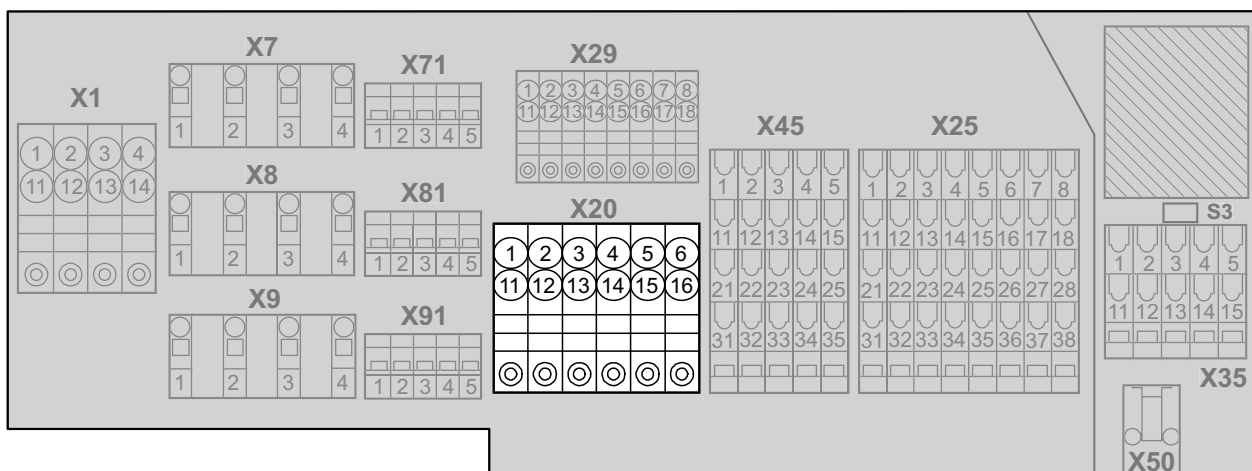 X1
1 2 3 4
11 12 13 14
X7
1 2 3 4
X8
1 2 3 4
X9
1 2 3 4
X71
1 2 3 4 5
X81
1 2 3 4 5
X91
1 2 3 4 5
X29
1 2 3 4 5 6 7 8
11 12 13 14 15 16 17 18
X20
1 2 3 4 5 6
11 12 13 14 15 16
X45
1 2 3 4 5
11 12 13 14 15
21 22 23 24 25
31 32 33 34 35
X25
1 2 3 4 5 6 7 8
11 12 13 14 15 16 17 18
21 22 23 24 25 26 27 28
31 32 33 34 35 36 37 38
S3
1 2 3 4 5
11 12 13 14 15
X35
X50